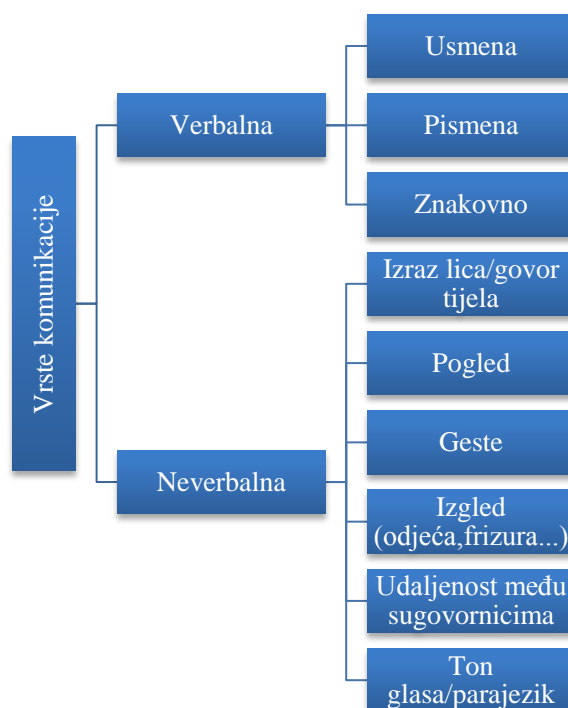 Vrste komunikacije
Verbalna
Usmena
Pismena
Znakovno
Neverbalna
Izraz lica/govor
tijela
Pogled
Geste
Izgled
(odjeća,frizura...)
Udaljenost među
sugovornicima
Ton
glasa/parajezik